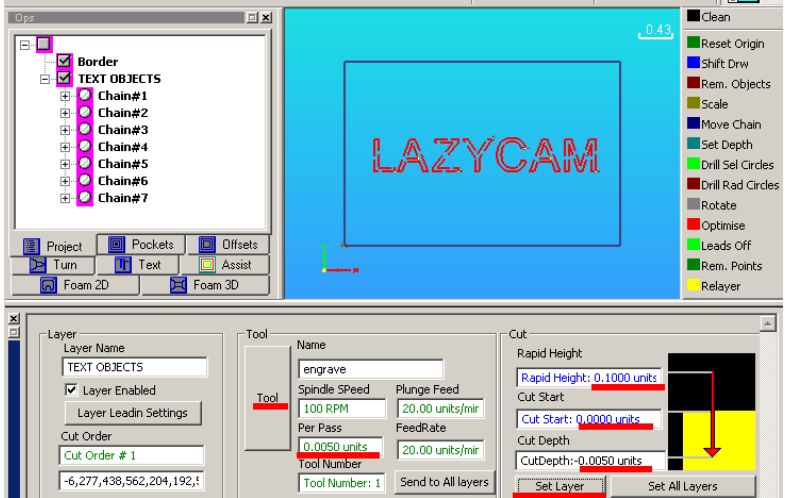 Ops
Border
TEXT OBJECTS
Chain#1
Chain#2
Chain#3
Chain#4
Chain#5
Chain#6
Chain#7
Project
Pockets
Offsets
Turn
Text
Assist
Foam 2D
Foam 3D
0.43
LAZYCAM
Clean
Reset Origin
Shift Drw
Rem. Objects
Scale
Move Chain
Set Depth
Drill Sel Circles
Drill Rad Circles
Rotate
Optimise
Leads Off
Rem. Points
Relayer
Layer
Layer Name
TEXT OBJECTS
Layer Enabled
Layer Leadin Settings
Cut Order
Cut Order # 1
-6,277,438,562,204,192,5
Tool
Tool
Name
engrave
Spindle SPeed
Plunge Feed
100 RPM
20.00 units/mir
Per Pass
FeedRate
0.0050 units
20.00 units/mir
Tool Number
Tool Number: 1
Send to All layers
Cut
Rapid Height
Rapid Height: 0.1000 units
Cut Start
Cut Start: 0.0000 units
Cut Depth
CutDepth:-0.0050 units
Set Layer
Set All Layers